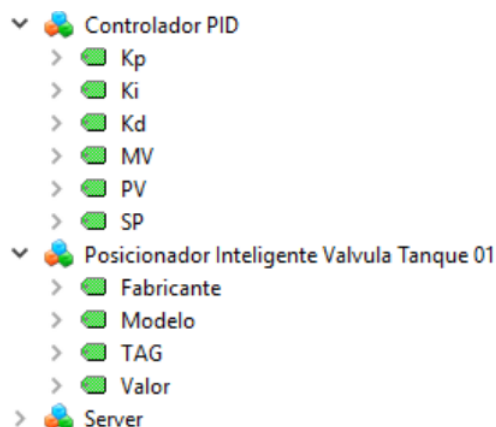 Controlador PID
Kp
Ki
Kd
MV
PV
SP
Posicionador Inteligente Valvula Tanque 01
Fabricante
Modelo
TAG
Valor
Server